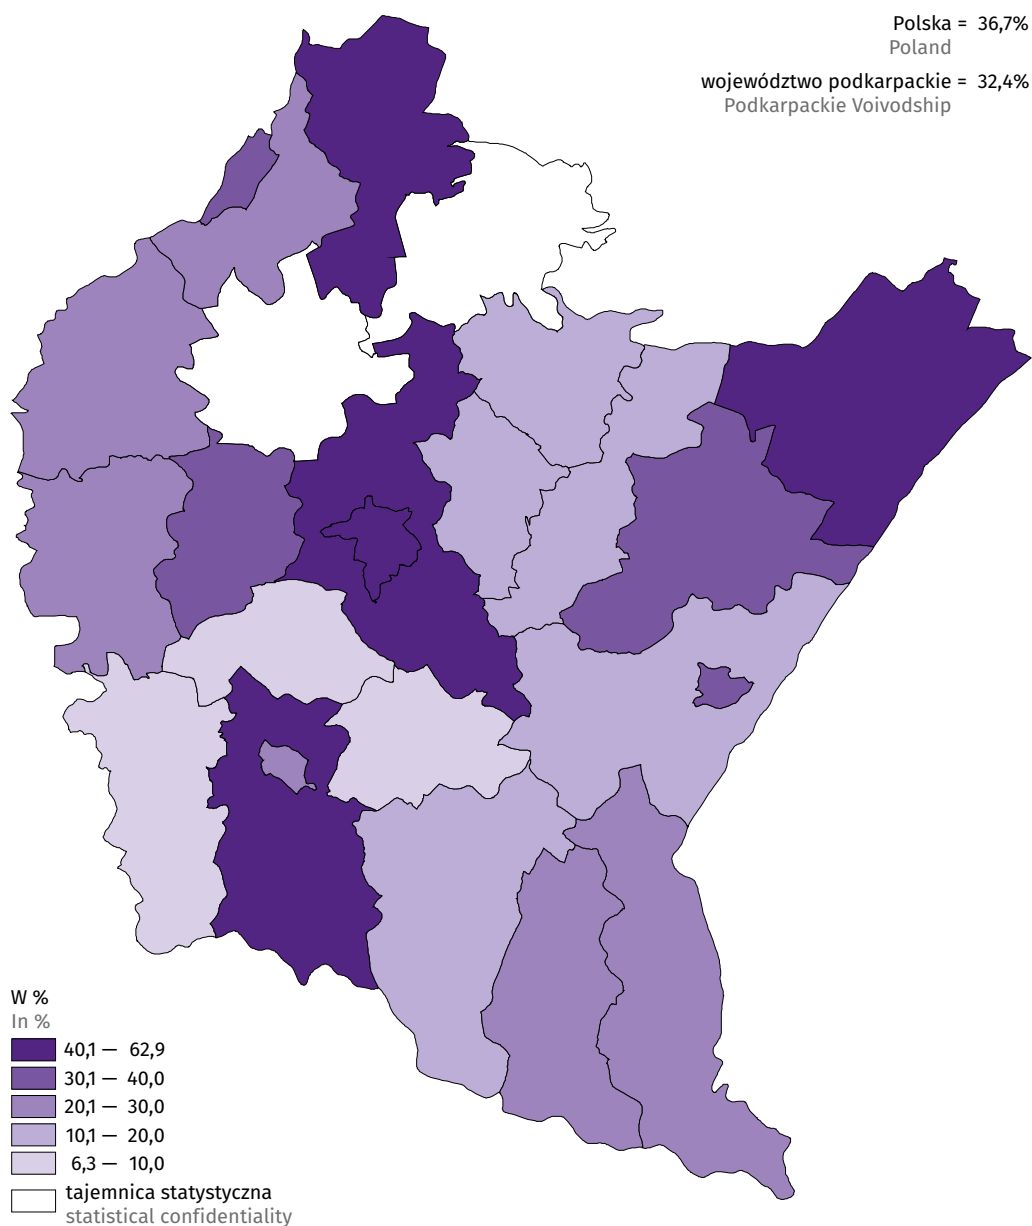 Polska = 36,7%
Poland
województwo podkarpackie = 32,4%
Podkarpackie Voivodship
W %
In %
40,1 — 62,9
30,1 — 40,0
20,1 — 30,0
10,1 — 20,0
6,3 — 10,0
tajemnica statystyczna
statistical confidentiality